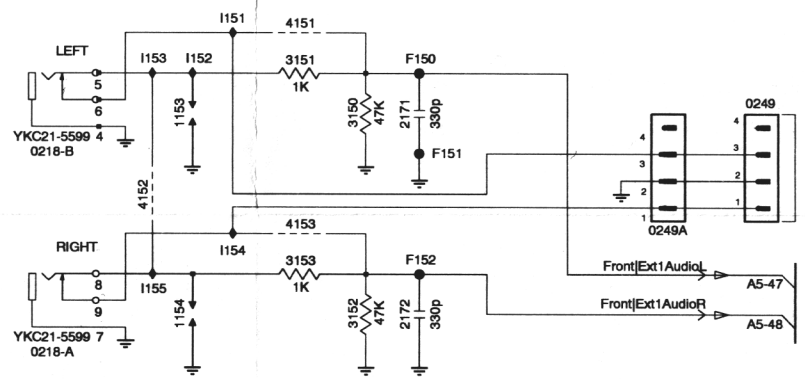 I151
4151
LEFT
I153
I152
3151
1K
F150
5
6
1153
3150
47K
2171
330p
YKC21-5599 4
0218-B
F151
4152
0249
4
4
3
3
2
2
1
1
0249A
I154
4153
RIGHT
8
I155
3153
1K
F152
9
1154
3152
47K
2172
330p
YKC21-5599 7
0218-A
Front|Ext1AudioL
A5-47
Front|Ext1AudioR
A5-48